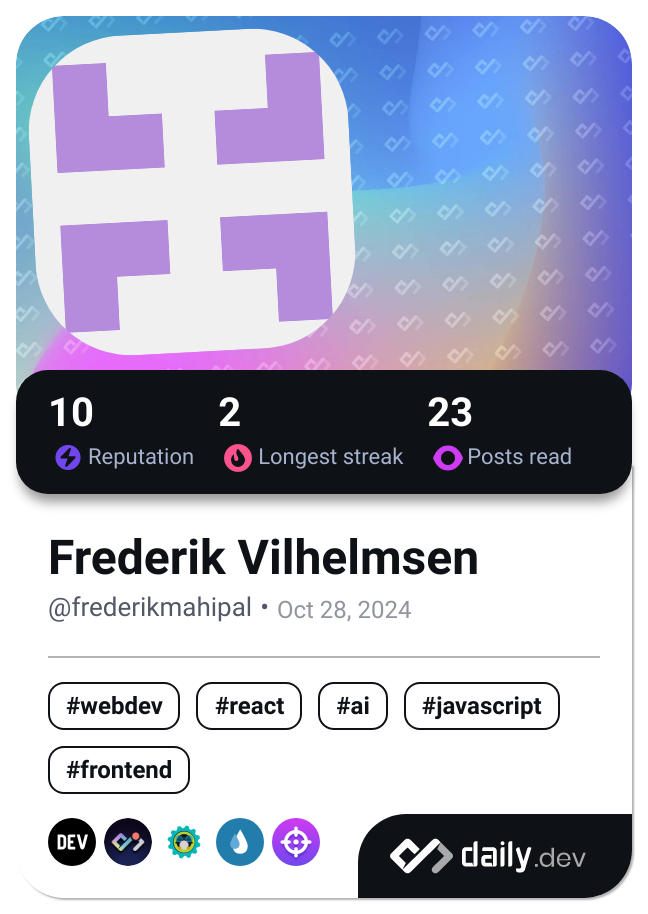 10 2 23
Reputation Longest streak Posts read
Frederik Vilhelmsen
@frederikmahipal • Oct 28, 2024
#webdev #react #ai #javascript
#frontend
DEV
daily.dev